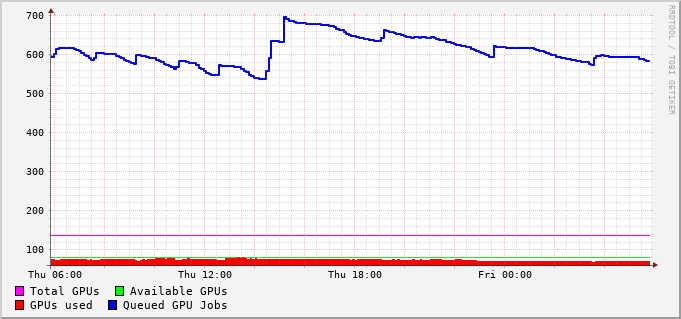 700
600
500
400
300
200
100
Thu 06:00 Thu 12:00 Thu 18:00 Fri 00:00
Total GPUs Available GPUs
GPUs used Queued GPU Jobs
RRDTOOL / TOBI OETIKER